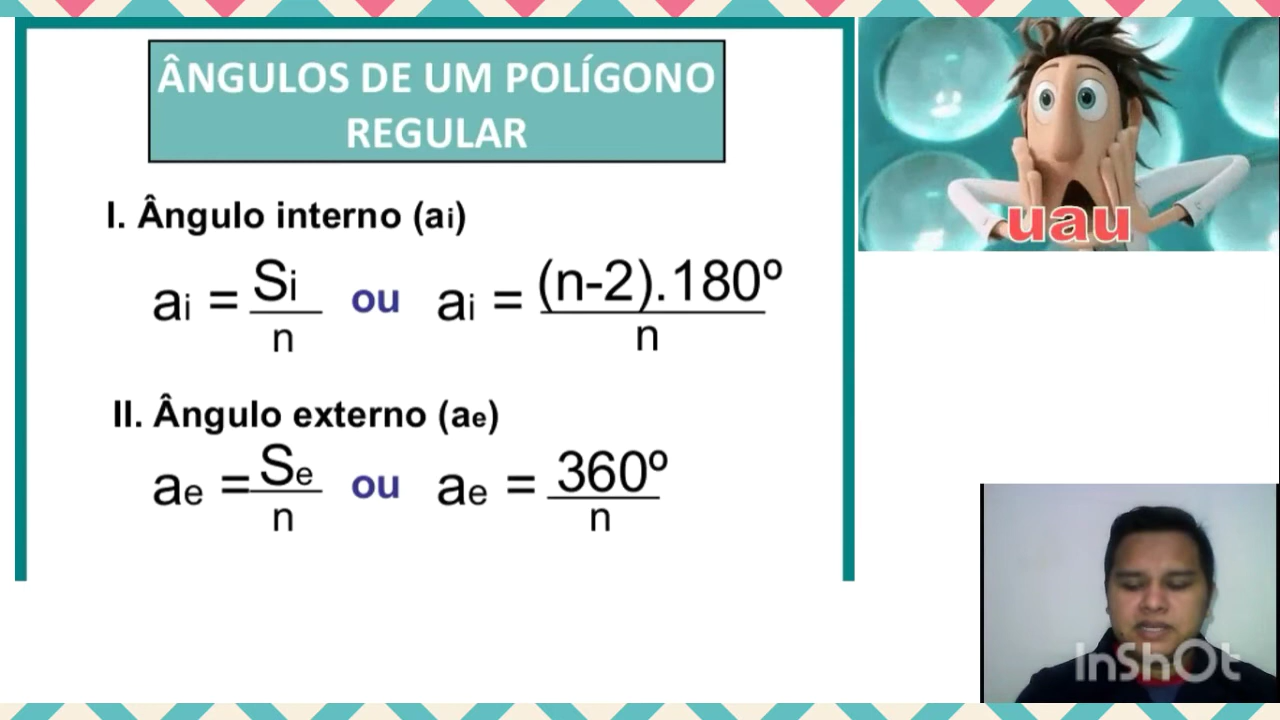 ÂNGULOS DE UM POLÍGONO
REGULAR
I. Ângulo interno (ai)
ai = Si/n ou ai = (n-2).180º/n
II. Ângulo externo (ae)
ae = Se/n ou ae = 360º/n
uau
InShOt